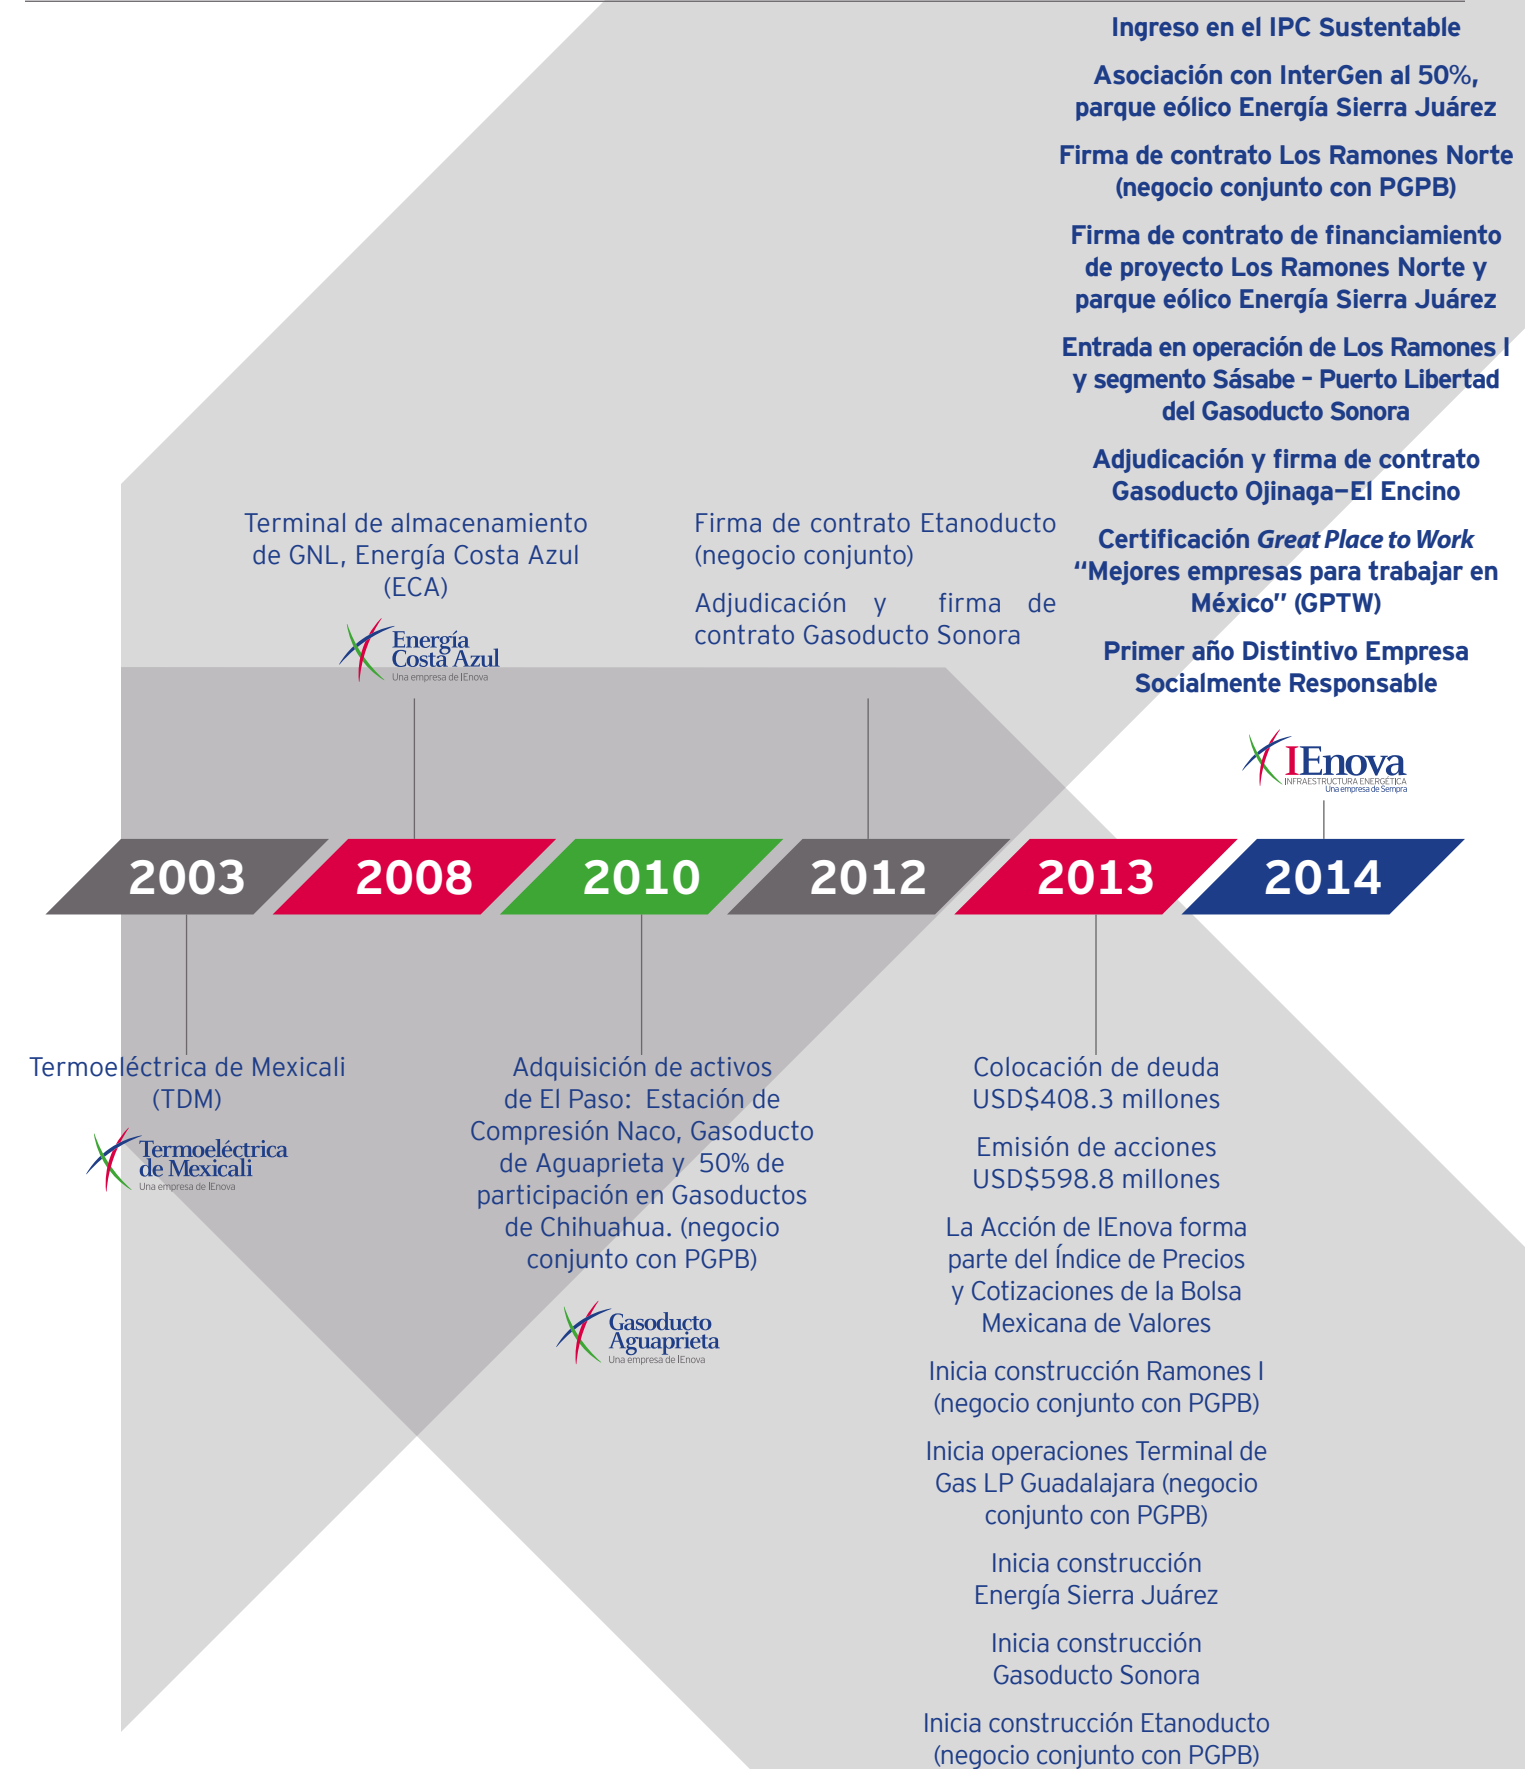 Ingreso en el IPC Sustentable
Asociación con InterGen al 50%,
parque eólico Energía Sierra Juárez
Firma de contrato Los Ramones Norte
(negocio conjunto con PGPB)
Firma de contrato de financiamiento
de proyecto Los Ramones Norte y
parque eólico Energía Sierra Juárez
Entrada en operación de Los Ramones I
y segmento Sásabe - Puerto Libertad
del Gasoducto Sonora
Adjudicación y firma de contrato
Gasoducto Ojinaga–El Encino
Certificación Great Place to Work
“Mejores empresas para trabajar en
México” (GPTW)
Primer año Distintivo Empresa
Socialmente Responsable
IEnova
INFRAESTRUCTURA ENERGÉTICA
Una empresa de Sempra
Terminal de almacenamiento
de GNL, Energía Costa Azul
(ECA)
Energía
Costa Azul
Una empresa de IEnova
Firma de contrato Etanoducto
(negocio conjunto)
Adjudicación y firma de
contrato Gasoducto Sonora
2003 2008 2010 2012 2013 2014
Termoeléctrica de Mexicali
(TDM)
Termoeléctrica
de Mexicali
Una empresa de IEnova
Adquisición de activos
de El Paso: Estación de
Compresión Naco, Gasoducto
de Aguaprieta y 50% de
participación en Gasoductos
de Chihuahua. (negocio
conjunto con PGPB)
Gasoducto
Aguaprieta
Una empresa de IEnova
Colocación de deuda
USD$408.3 millones
Emisión de acciones
USD$598.8 millones
La Acción de IEnova forma
parte del Índice de Precios
y Cotizaciones de la Bolsa
Mexicana de Valores
Inicia construcción Ramones I
(negocio conjunto con PGPB)
Inicia operaciones Terminal de
Gas LP Guadalajara (negocio
conjunto con PGPB)
Inicia construcción
Energía Sierra Juárez
Inicia construcción
Gasoducto Sonora
Inicia construcción Etanoducto
(negocio conjunto con PGPB)